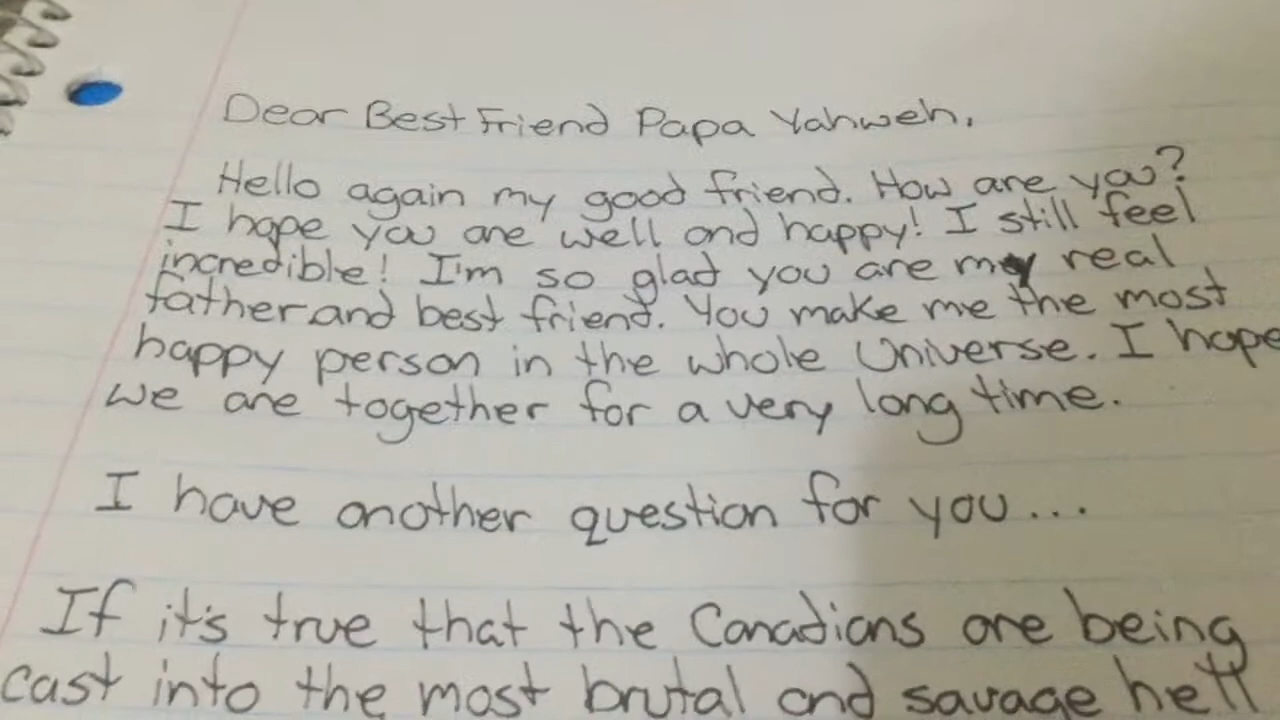 Dear Best Friend Papa Yahweh,
Hello again my good friend. How are you?
I hope you are well and happy! I still feel
incredible! I'm so glad you are my real
father and best friend. You make me the most
happy person in the whole Universe. I hope
we are together for a very long time.
I have another question for you...
If it's true that the Canadians are being
cast into the most brutal and savage hell